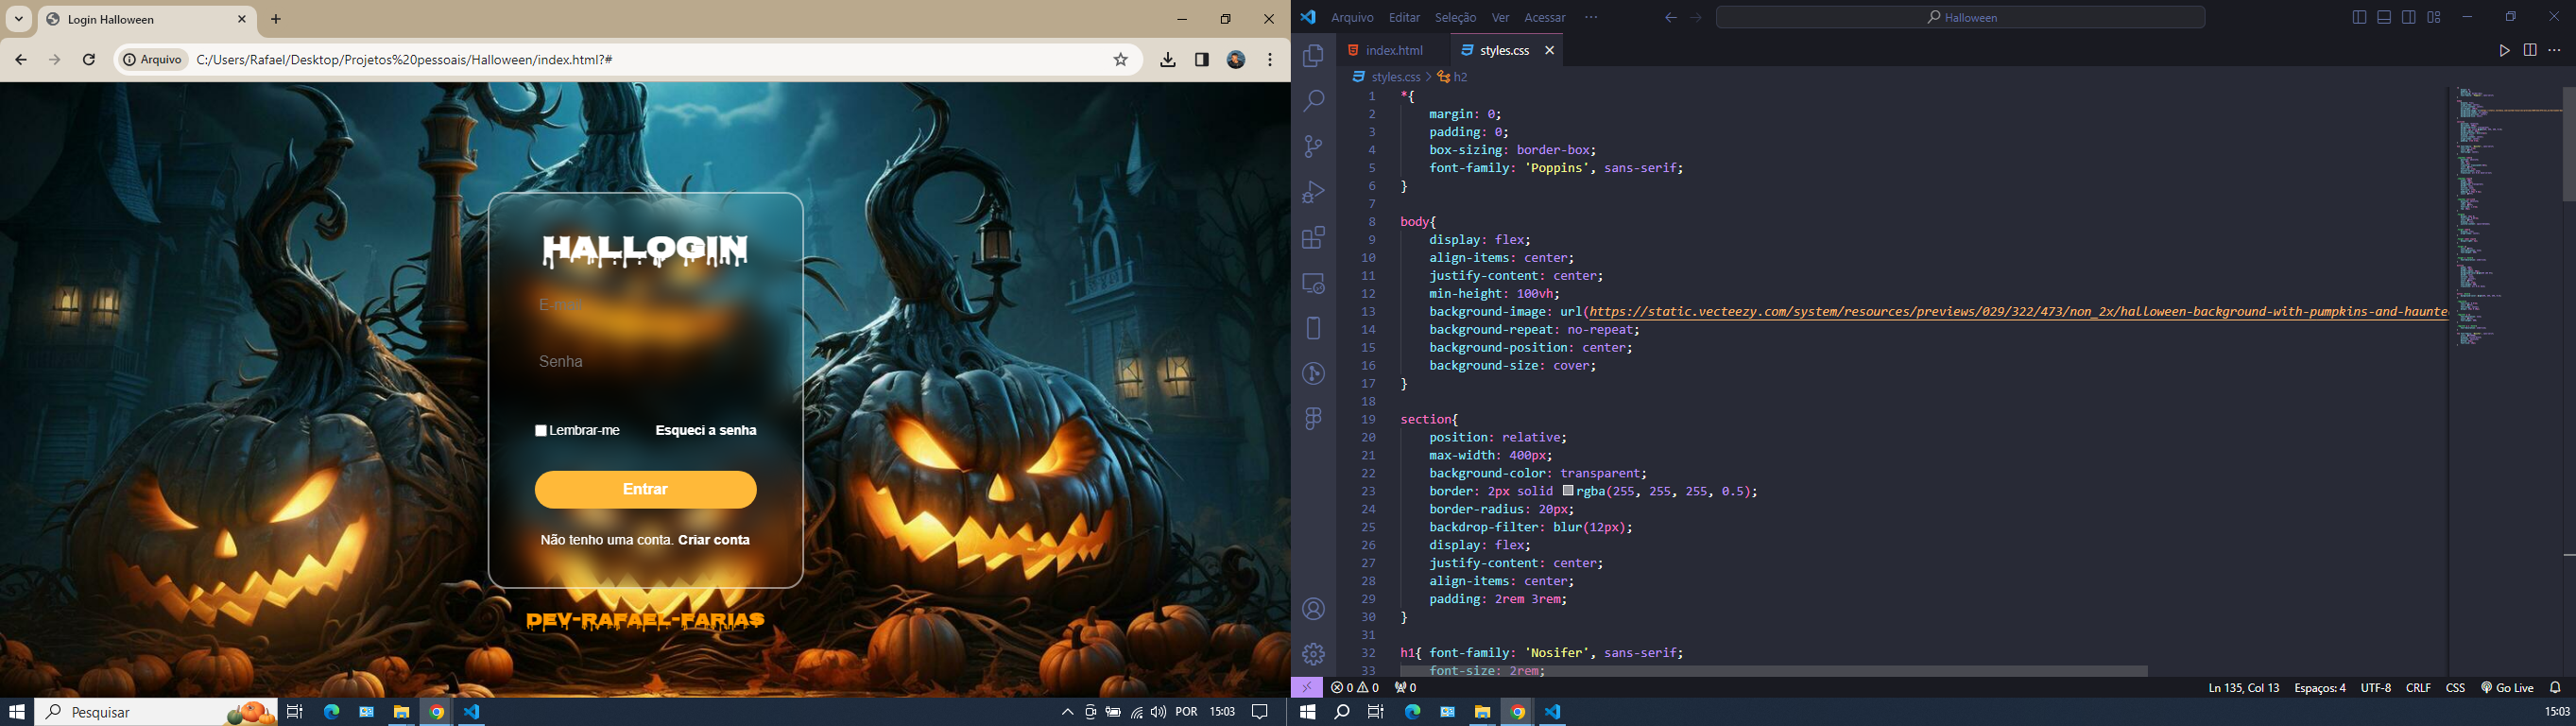 Login Halloween
Arquivo
C:/Users/Rafael/Desktop/Projetos%20pessoais/Halloween/index.html?#
HALLOGIN
E-mail
Senha
Lembrar-me
Esqueci a senha
Entrar
Não tenho uma conta. Criar conta
DEV-RAFAEL-FARIAS
Pesquisar
POR
15:03
Arquivo
Editar
Seleção
Ver
Acessar
···
Halloween
index.html
styles.css
styles.css > h2
1 *{
2 margin: 0;
3 padding: 0;
4 box-sizing: border-box;
5 font-family: 'Poppins', sans-serif;
6 }
7
8 body{
9 display: flex;
10 align-items: center;
11 justify-content: center;
12 min-height: 100vh;
13 background-image: url(https://static.vecteezy.com/system/resources/previews/029/322/473/non_2x/halloween-background-with-pumpkins-and-haunte
14 background-repeat: no-repeat;
15 background-position: center;
16 background-size: cover;
17 }
18
19 section{
20 position: relative;
21 max-width: 400px;
22 background-color: transparent;
23 border: 2px solid rgba(255, 255, 255, 0.5);
24 border-radius: 20px;
25 backdrop-filter: blur(12px);
26 display: flex;
27 justify-content: center;
28 align-items: center;
29 padding: 2rem 3rem;
30 }
31
32 h1{ font-family: 'Nosifer', sans-serif;
33 font-size: 2rem;
0 0 0
Ln 135, Col 13
Espaços: 4
UTF-8
CRLF
CSS
Go Live
15:03